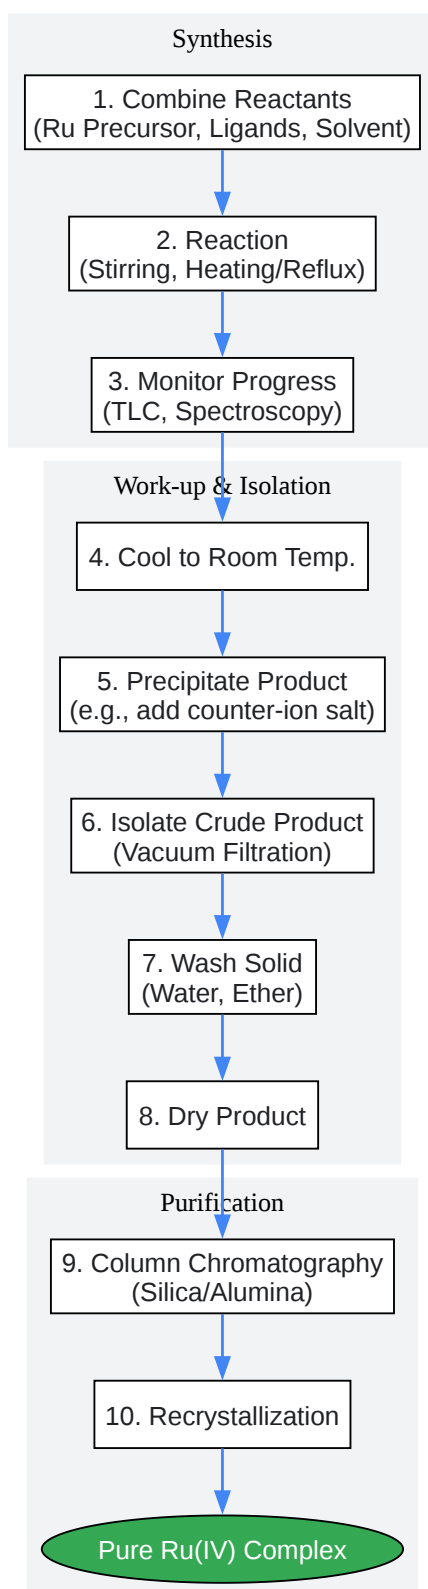 Synthesis
1. Combine Reactants
(Ru Precursor, Ligands, Solvent)
2. Reaction
(Stirring, Heating/Reflux)
3. Monitor Progress
(TLC, Spectroscopy)
Work-up & Isolation
4. Cool to Room Temp.
5. Precipitate Product
(e.g., add counter-ion salt)
6. Isolate Crude Product
(Vacuum Filtration)
7. Wash Solid
(Water, Ether)
8. Dry Product
Purification
9. Column Chromatography
(Silica/Alumina)
10. Recrystallization
Pure Ru(IV) Complex